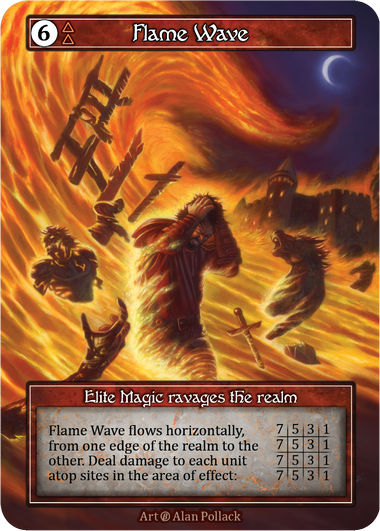 6 Flame Wave
Elite Magic ravages the realm
Flame Wave flows horizontally,
from one edge of the realm to the
other. Deal damage to each unit
atop sites in the area of effect:
7 5 3 1
7 5 3 1
7 5 3 1
7 5 3 1
Art @ Alan Pollack